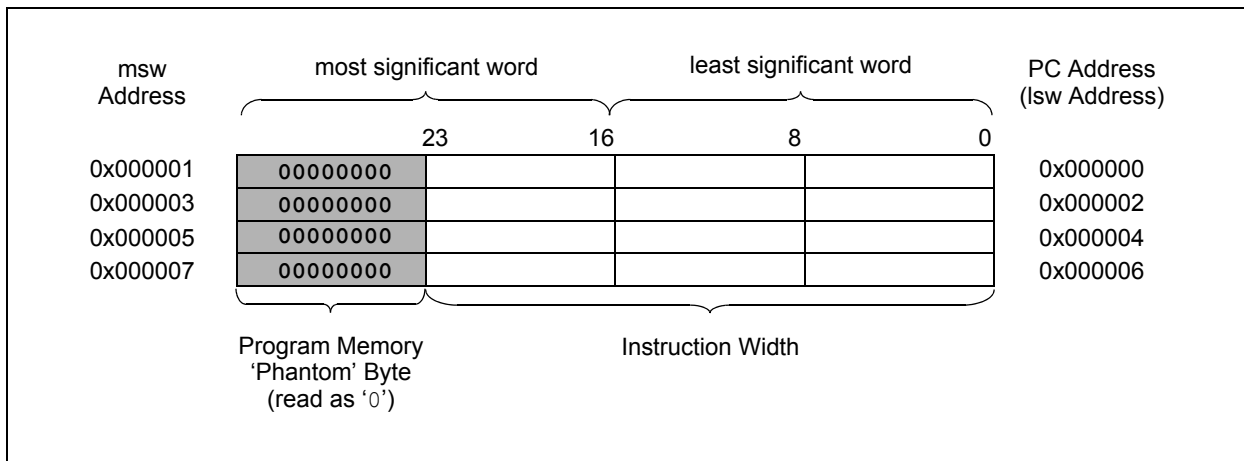 msw
Address
most significant word
least significant word
PC Address
(lsw Address)
23
16
8
0
0x000001
00000000
0x000000
0x000003
00000000
0x000002
0x000005
00000000
0x000004
0x000007
00000000
0x000006
Program Memory
‘Phantom’ Byte
(read as ‘0’)
Instruction Width